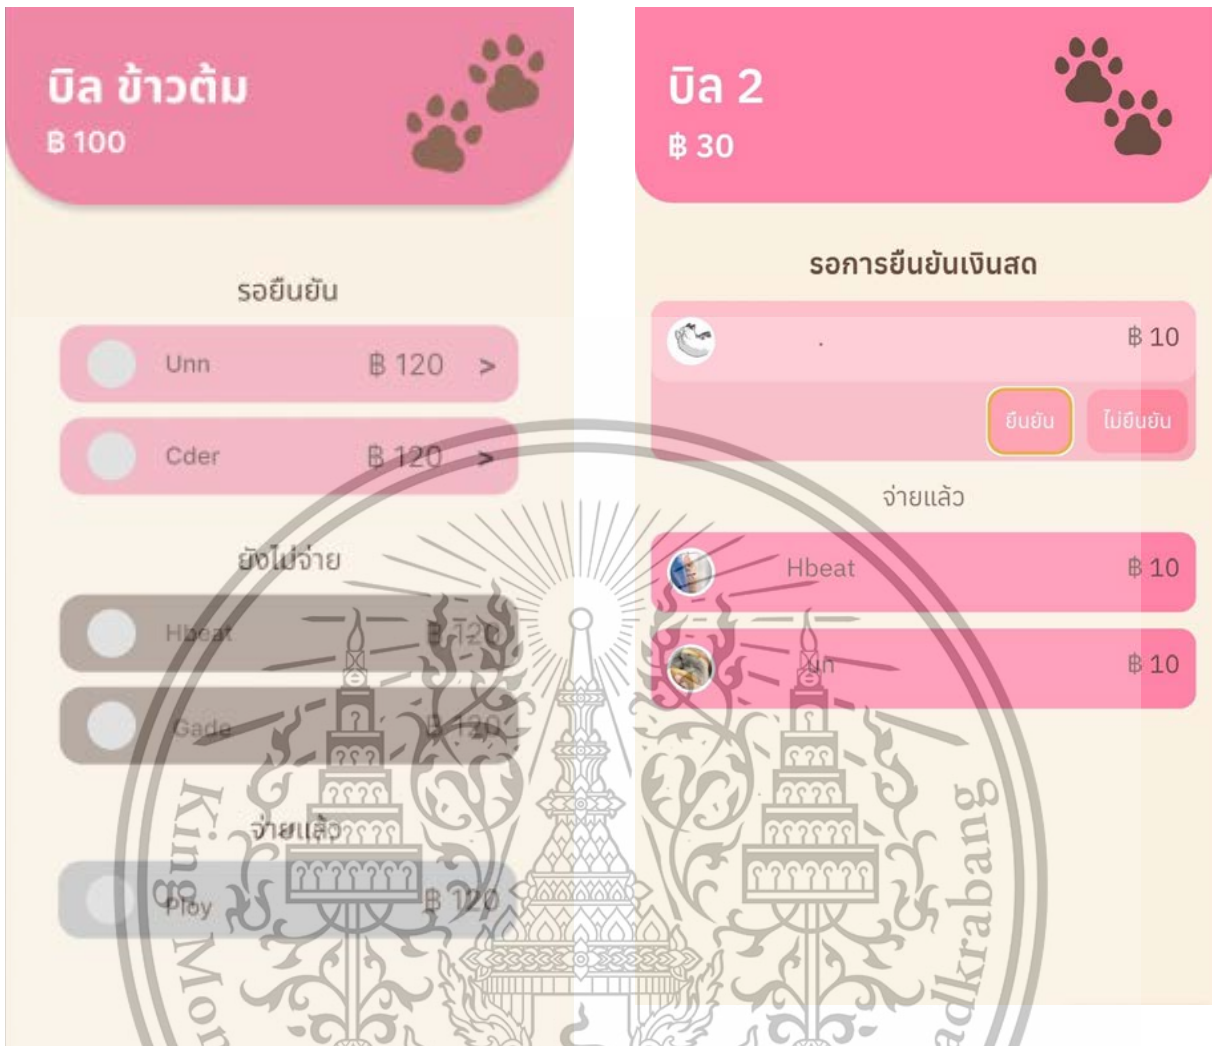 บิล ข้าวต้ม
฿ 100
รอยืนยัน
Unn ฿ 120 >
Cder ฿ 120 >
ยังไม่จ่าย
Hbeat ฿ 120
Gade ฿ 120
จ่ายแล้ว
Ploy ฿ 120
บิล 2
฿ 30
รอการยืนยันเงินสด
. ฿ 10
ยืนยัน ไม่ยืนยัน
จ่ายแล้ว
Hbeat ฿ 10
฿ 10
King Mon
adkrabang